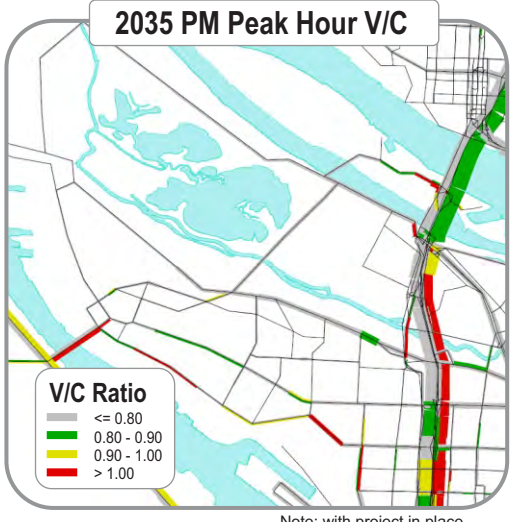 2035 PM Peak Hour V/C
V/C Ratio
<= 0.80
0.80 - 0.90
0.90 - 1.00
> 1.00
Note: with project in place